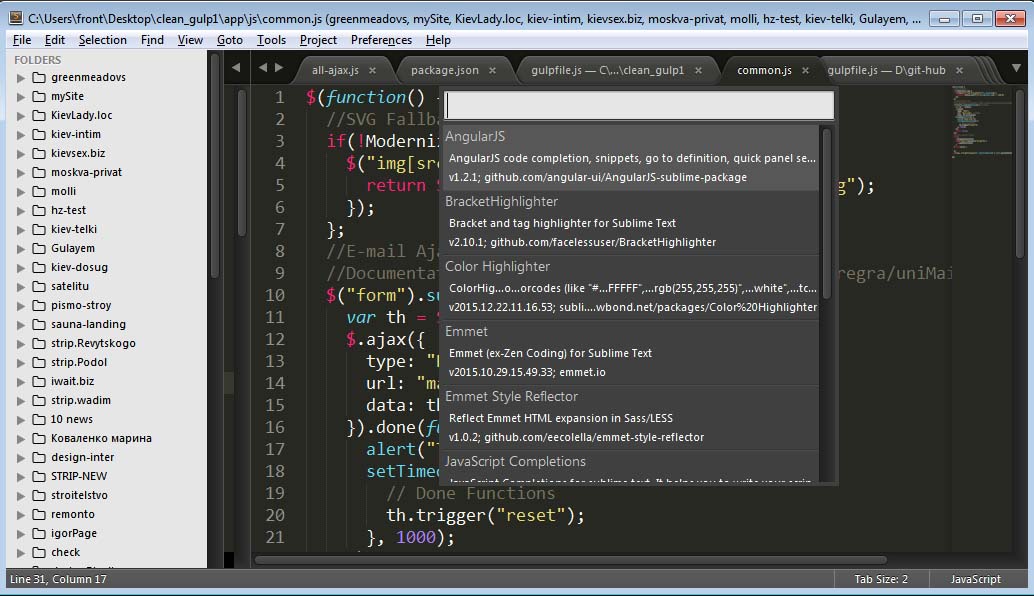 C:\Users\front\Desktop\clean_gulp1\app\js\common.js (greenmeadovs, mySite, KievLady.loc, kiev-intim, kievsex.biz, moskva-privat, molli, hz-test, kiev-telki, Gulayem, ...
File Edit Selection Find View Goto Tools Project Preferences Help
FOLDERS
greenmeadovs
mySite
KievLady.loc
kiev-intim
kievsex.biz
moskva-privat
molli
hz-test
kiev-telki
Gulayem
kiev-dosug
satelitu
pismo-stroy
sauna-landing
strip.Revytskogo
strip.Podol
iwait.biz
strip.wadim
10 news
Коваленко марина
design-inter
STRIP-NEW
stroitelstvo
remonto
igorPage
check
all-ajax.js × package.json × gulpfile.js — C\...\clean_gulp1 × common.js × gulpfile.js — D\git-hub ×
1 $(function()
2 //SVG Fallba
3 if(!Moderniz
4 $("img[src
5 return g");
6 });
7 };
8 //E-mail Aja
9 //Documentat regra/uniMai
10 $("form").su
11 var th =
12 $.ajax({
13 type: "
14 url: "ma
15 data: th
16 }).done(fu
17 alert("
18 setTimeo
19 // Done Functions
20 th.trigger("reset");
21 }, 1000);
AngularJS
AngularJS code completion, snippets, go to definition, quick panel se...
v1.2.1; github.com/angular-ui/AngularJS-sublime-package
BracketHighlighter
Bracket and tag highlighter for Sublime Text
v2.10.1; github.com/facelessuser/BracketHighlighter
Color Highlighter
ColorHig...o...orcodes (like "#...FFFFF",...rgb(255,255,255)",...white",...tc...
v2015.12.22.11.16.53; subli....wbond.net/packages/Color%20Highlighter
Emmet
Emmet (ex-Zen Coding) for Sublime Text
v2015.10.29.15.49.33; emmet.io
Emmet Style Reflector
Reflect Emmet HTML expansion in Sass/LESS
v1.0.2; github.com/eecolella/emmet-style-reflector
JavaScript Completions
Line 31, Column 17 Tab Size: 2 JavaScript